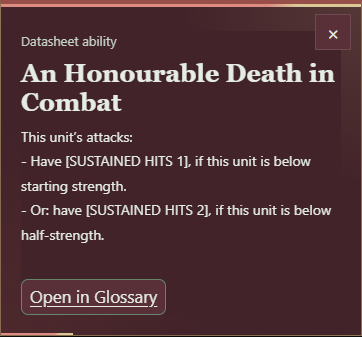 Datasheet ability
×
An Honourable Death in
Combat
This unit’s attacks:
- Have [SUSTAINED HITS 1], if this unit is below
starting strength.
- Or: have [SUSTAINED HITS 2], if this unit is below
half-strength.
Open in Glossary